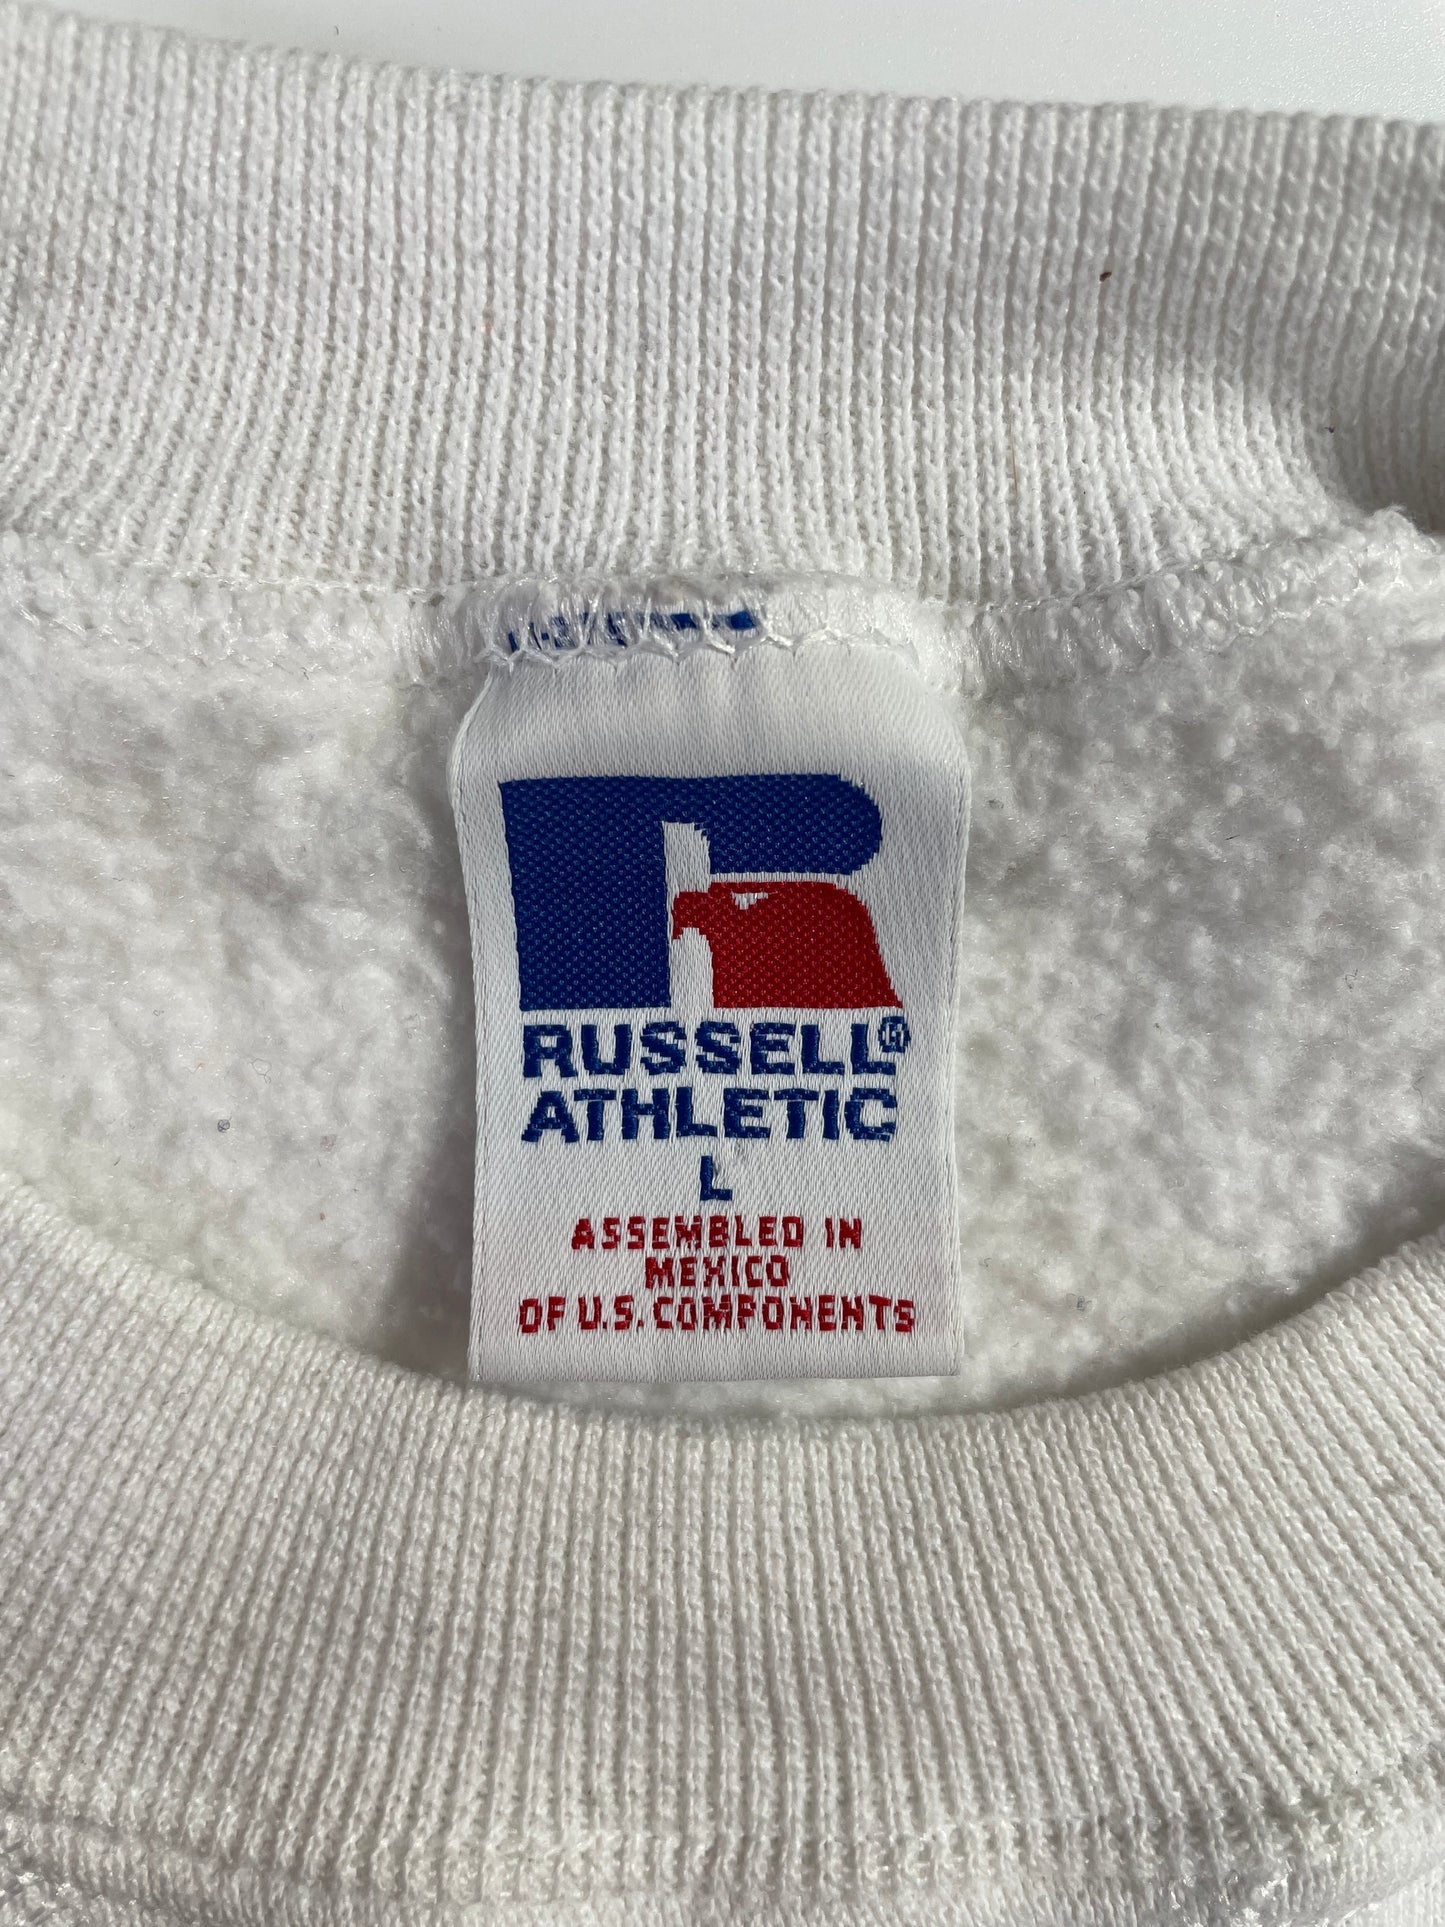 RUSSELL®
ATHLETIC
L
ASSEMBLED IN
MEXICO
OF U.S. COMPONENTS